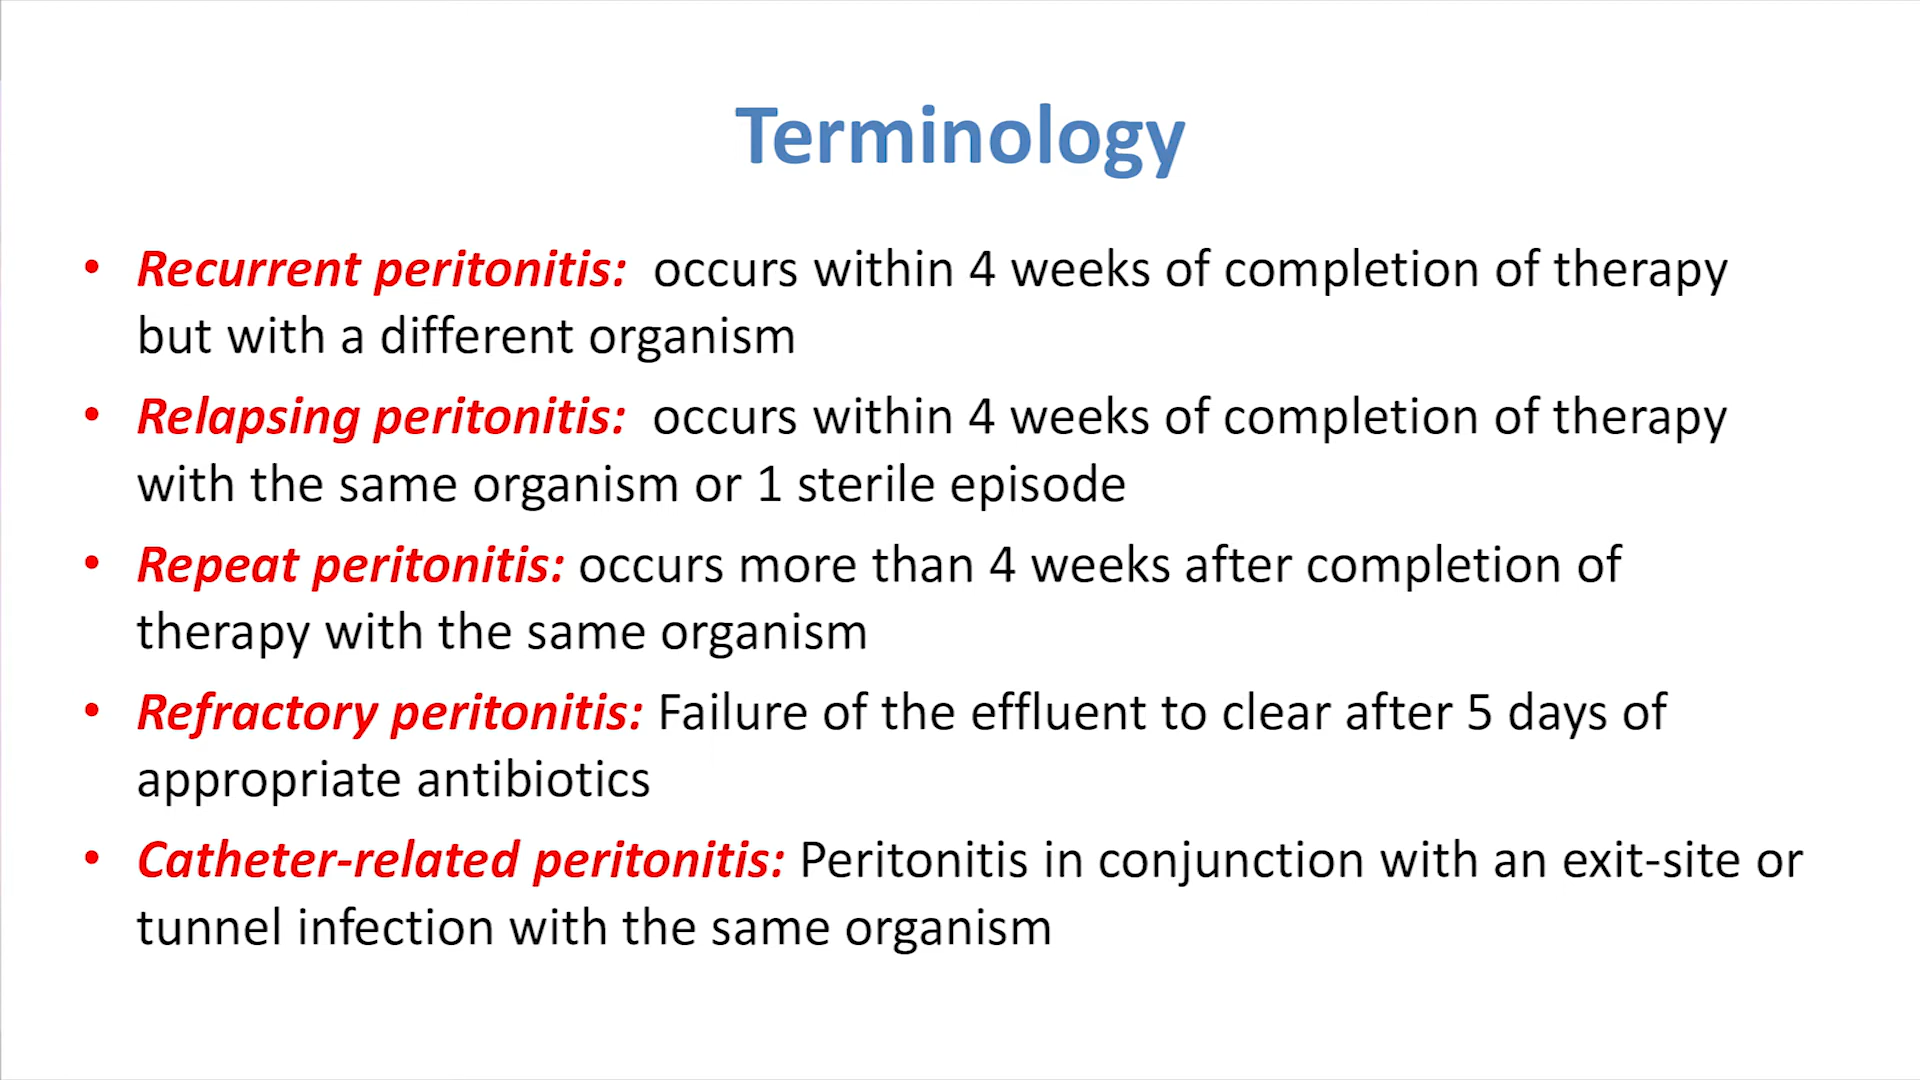 Terminology
• Recurrent peritonitis: occurs within 4 weeks of completion of therapy
but with a different organism
• Relapsing peritonitis: occurs within 4 weeks of completion of therapy
with the same organism or 1 sterile episode
• Repeat peritonitis: occurs more than 4 weeks after completion of
therapy with the same organism
• Refractory peritonitis: Failure of the effluent to clear after 5 days of
appropriate antibiotics
• Catheter-related peritonitis: Peritonitis in conjunction with an exit-site or
tunnel infection with the same organism